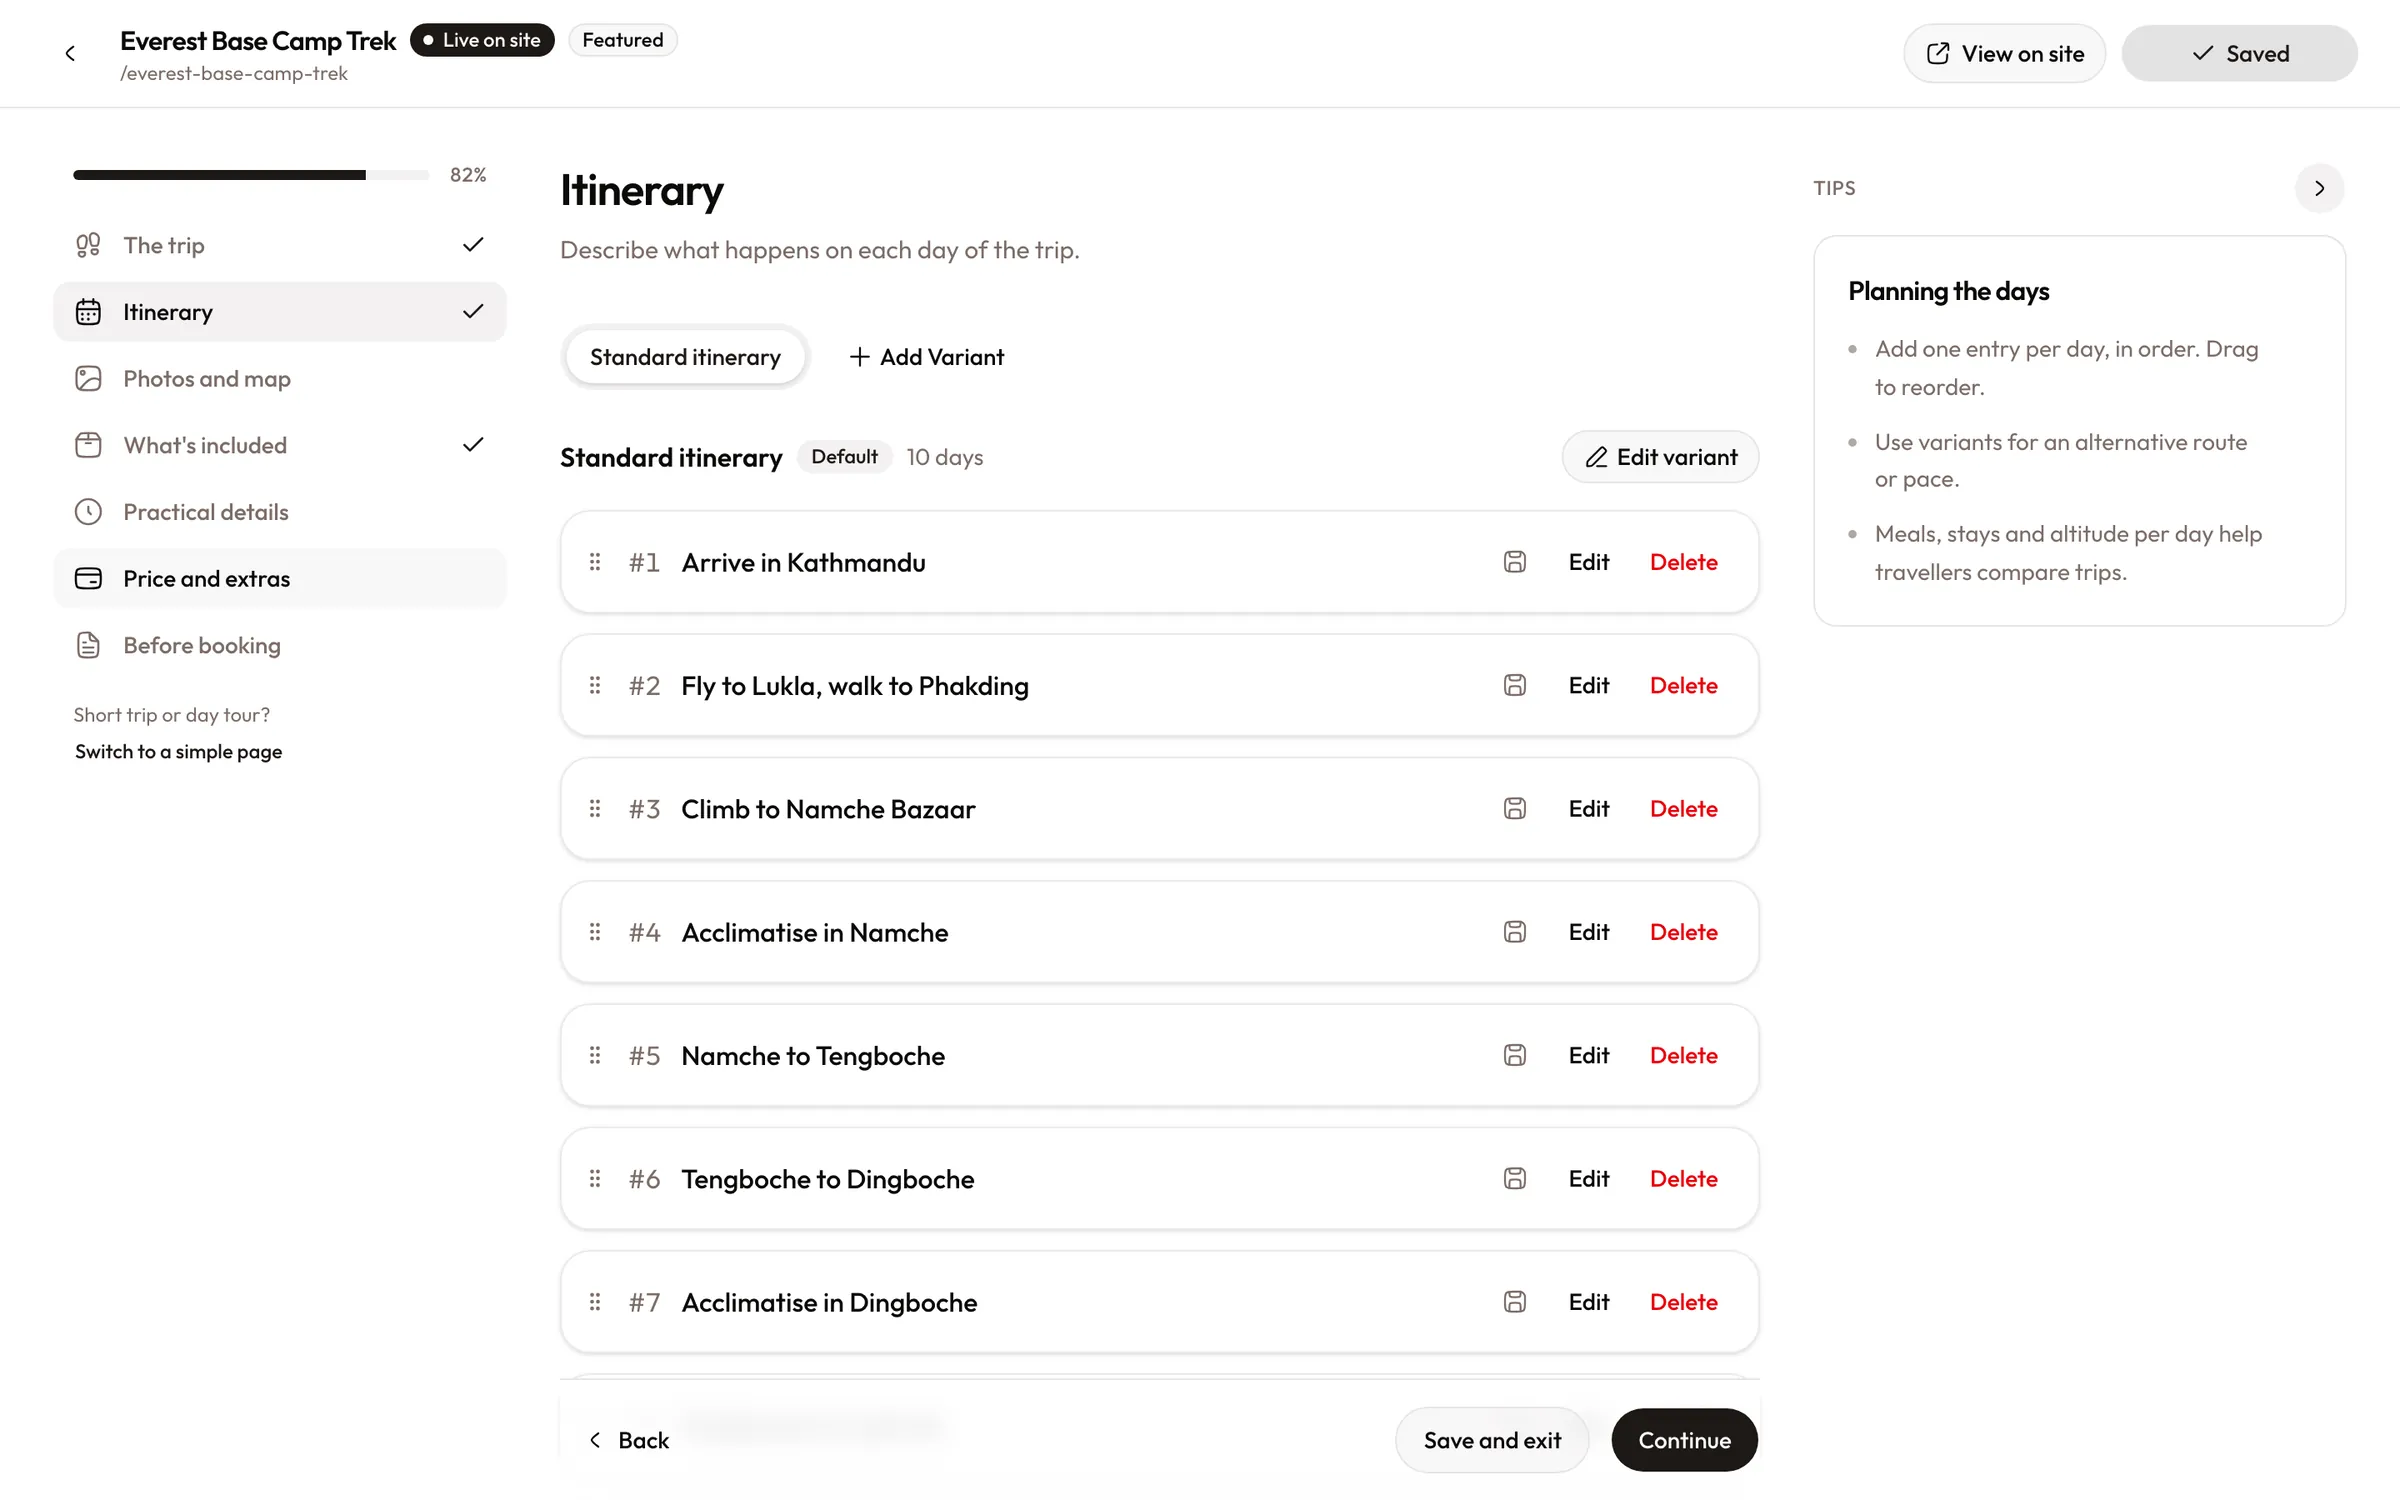 Everest Base Camp Trek
Live on site
Featured
/everest-base-camp-trek
View on site
Saved
82%
The trip
Itinerary
Photos and map
What's included
Practical details
Price and extras
Before booking
Short trip or day tour?
Switch to a simple page
Itinerary
Describe what happens on each day of the trip.
Standard itinerary
Add Variant
Standard itinerary Default 10 days
Edit variant
#1 Arrive in Kathmandu Edit Delete
#2 Fly to Lukla, walk to Phakding Edit Delete
#3 Climb to Namche Bazaar Edit Delete
#4 Acclimatise in Namche Edit Delete
#5 Namche to Tengboche Edit Delete
#6 Tengboche to Dingboche Edit Delete
#7 Acclimatise in Dingboche Edit Delete
Back
Save and exit
Continue
TIPS
Planning the days
Add one entry per day, in order. Drag
to reorder.
Use variants for an alternative route
or pace.
Meals, stays and altitude per day help
travellers compare trips.